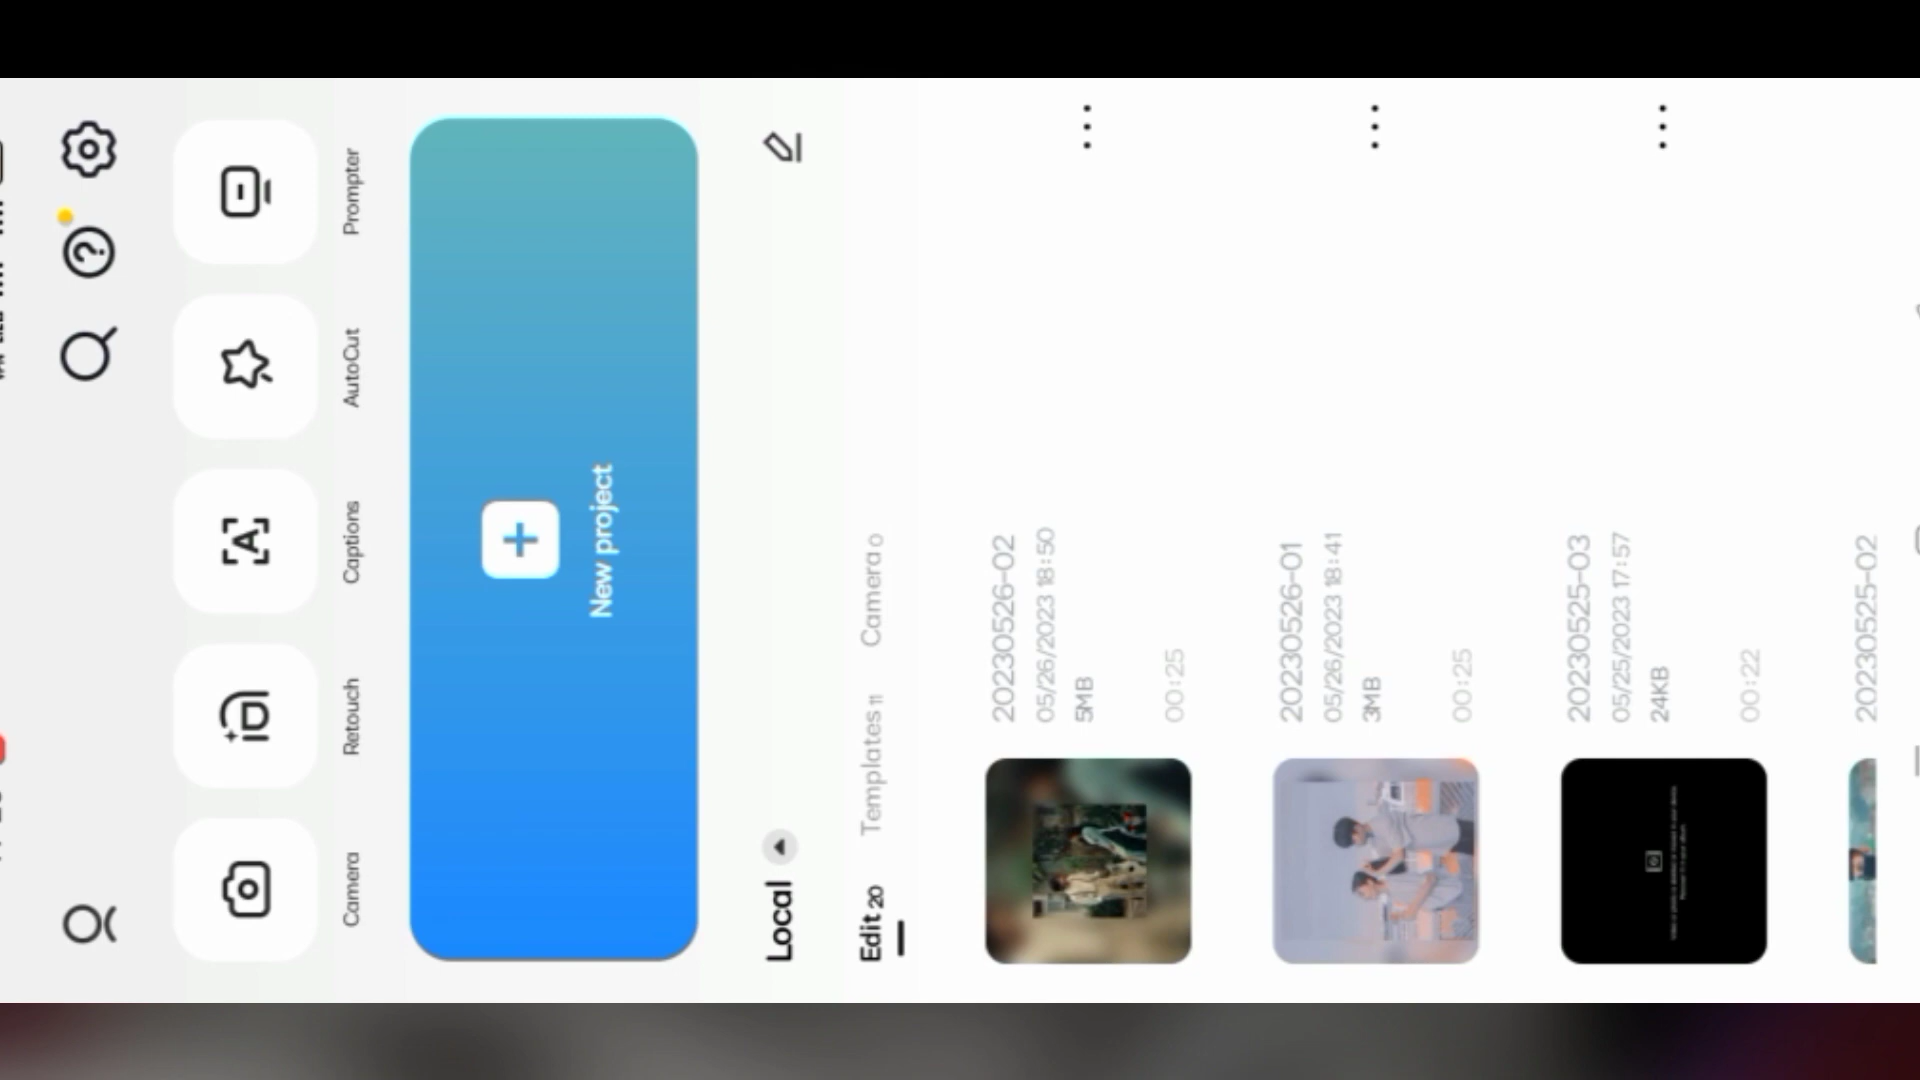 Camera
Retouch
Captions
AutoCut
Prompter
New project
Local
Edit 20
Templates 11
Camera 0
20230526-02
05/26/2023 18:50
5MB
00:25
20230526-01
05/26/2023 18:41
3MB
00:25
20230525-03
05/25/2023 17:57
24KB
00:22
20230525-02